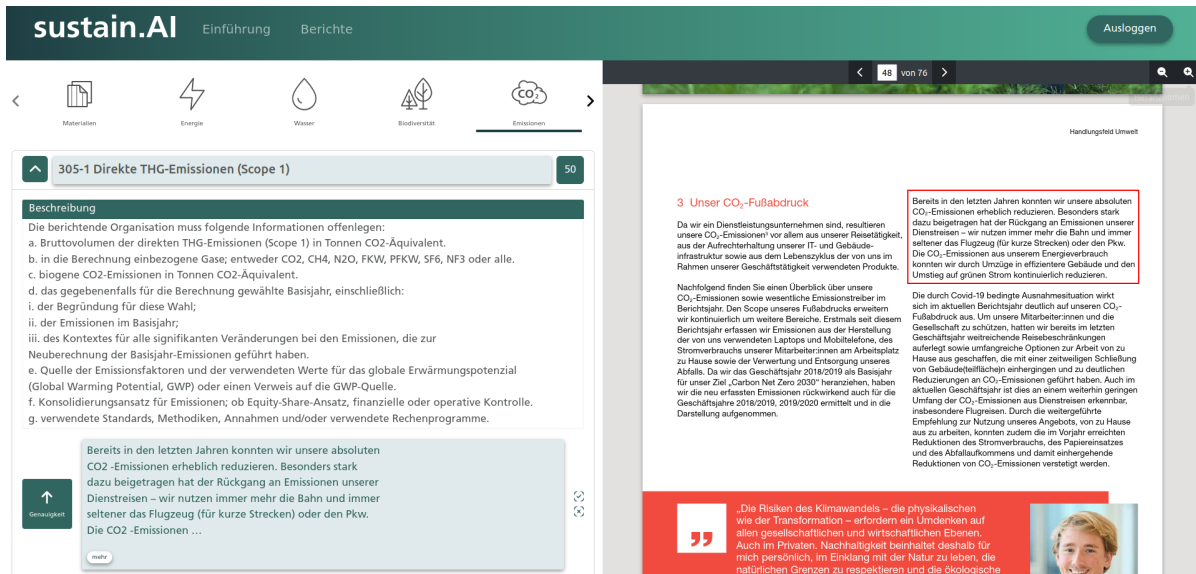 sustain.AI
Einführung
Berichte
Ausloggen
Materialien
Energie
Wasser
Biodiversität
CO2
Emissionen
305-1 Direkte THG-Emissionen (Scope 1)
50
Beschreibung
Die berichtende Organisation muss folgende Informationen offenlegen:
a. Bruttovolumen der direkten THG-Emissionen (Scope 1) in Tonnen CO2-Äquivalent.
b. in die Berechnung einbezogene Gase; entweder CO2, CH4, N2O, FKW, PFKW, SF6, NF3 oder alle.
c. biogene CO2-Emissionen in Tonnen CO2-Äquivalent.
d. das gegebenenfalls für die Berechnung gewählte Basisjahr, einschließlich:
i. der Begründung für diese Wahl;
ii. der Emissionen im Basisjahr;
iii. des Kontextes für alle signifikanten Veränderungen bei den Emissionen, die zur
Neuberechnung der Basisjahr-Emissionen geführt haben.
e. Quelle der Emissionsfaktoren und der verwendeten Werte für das globale Erwärmungspotenzial
(Global Warming Potential, GWP) oder einen Verweis auf die GWP-Quelle.
f. Konsolidierungsansatz für Emissionen; ob Equity-Share-Ansatz, finanzielle oder operative Kontrolle.
g. verwendete Standards, Methodiken, Annahmen und/oder verwendete Rechenprogramme.
Genauigkeit
Bereits in den letzten Jahren konnten wir unsere absoluten
CO2 -Emissionen erheblich reduzieren. Besonders stark
dazu beigetragen hat der Rückgang an Emissionen unserer
Dienstreisen – wir nutzen immer mehr die Bahn und immer
seltener das Flugzeug (für kurze Strecken) oder den Pkw.
Die CO2 -Emissionen ...
mehr
48 von 76
Handlungsfeld Umwelt
3 Unser CO₂-Fußabdruck
Da wir ein Dienstleistungsunternehmen sind, resultieren
unsere CO₂-Emissionen³ vor allem aus unserer Reisetätigkeit,
aus der Aufrechterhaltung unserer IT- und Gebäude-
infrastruktur sowie aus dem Lebenszyklus der von uns im
Rahmen unserer Geschäftstätigkeit verwendeten Produkte.
Nachfolgend finden Sie einen Überblick über unsere
CO₂-Emissionen sowie wesentliche Emissionstreiber im
Berichtsjahr. Den Scope unseres Fußabdrucks erweitern
wir kontinuierlich um weitere Bereiche. Erstmals seit diesem
Berichtsjahr erfassen wir Emissionen aus der Herstellung
der von uns verwendeten Laptops und Mobiltelefone, des
Stromverbrauchs unserer Mitarbeiter:innen am Arbeitsplatz
zu Hause sowie der Verwertung und Entsorgung unseres
Abfalls. Da wir das Geschäftsjahr 2018/2019 als Basisjahr
für unser Ziel „Carbon Net Zero 2030“ heranziehen, haben
wir die neu erfassten Emissionen rückwirkend auch für die
Geschäftsjahre 2018/2019, 2019/2020 ermittelt und in die
Darstellung aufgenommen.
Bereits in den letzten Jahren konnten wir unsere absoluten
CO₂-Emissionen erheblich reduzieren. Besonders stark
dazu beigetragen hat der Rückgang an Emissionen unserer
Dienstreisen – wir nutzen immer mehr die Bahn und immer
seltener das Flugzeug (für kurze Strecken) oder den Pkw.
Die CO₂-Emissionen aus unserem Energieverbrauch
konnten wir durch Umzüge in effizientere Gebäude und den
Umstieg auf grünen Strom kontinuierlich reduzieren.
Die durch Covid-19 bedingte Ausnahmesituation wirkt
sich im aktuellen Berichtsjahr deutlich auf unseren CO₂-
Fußabdruck aus. Um unsere Mitarbeiter:innen und die
Gesellschaft zu schützen, hatten wir bereits im letzten
Geschäftsjahr weitreichende Reisebeschränkungen
auferlegt sowie umfangreiche Optionen zur Arbeit von zu
Hause aus geschaffen, die mit einer zeitweiligen Schließung
von Gebäude(teilfläche)n einhergingen und zu deutlichen
Reduzierungen an CO₂-Emissionen geführt haben. Auch im
aktuellen Geschäftsjahr ist dies an einem weiterhin geringen
Umfang der CO₂-Emissionen aus Dienstreisen erkennbar,
insbesondere Flugreisen. Durch die weitergeführte
Empfehlung zur Nutzung unseres Angebots, von zu Hause
aus zu arbeiten, konnten zudem die im Vorjahr erreichten
Reduktionen des Stromverbrauchs, des Papiereinsatzes
und des Abfallaufkommens und damit einhergehende
Reduktionen von CO₂-Emissionen verstetigt werden.
„Die Risiken des Klimawandels – die physikalischen
wie der Transformation – erfordern ein Umdenken auf
allen gesellschaftlichen und wirtschaftlichen Ebenen.
Auch im Privaten. Nachhaltigkeit beinhaltet deshalb für
mich persönlich, im Einklang mit der Natur zu leben, die
natürlichen Grenzen zu respektieren und die ökologische